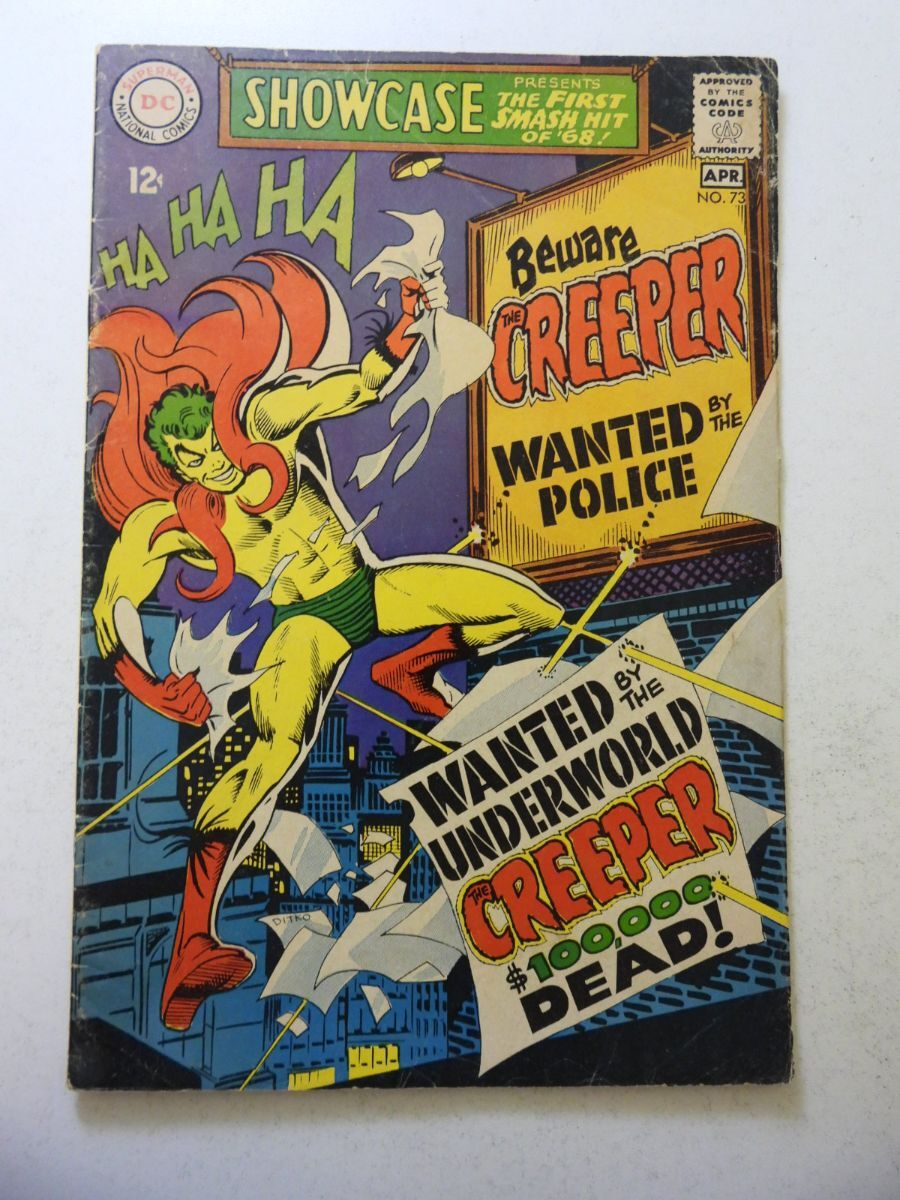 SUPERMAN
DC
NATIONAL COMICS
SHOWCASE
PRESENTS
THE FIRST
SMASH HIT
OF '68!
APPROVED
BY THE
COMICS
CODE
CA
AUTHORITY
12¢
APR.
NO. 73
HA HA HA
Beware
THE CREEPER
WANTED BY THE
POLICE
WANTED BY THE
UNDERWORLD
THE CREEPER
$100,000
DEAD!
DITKO